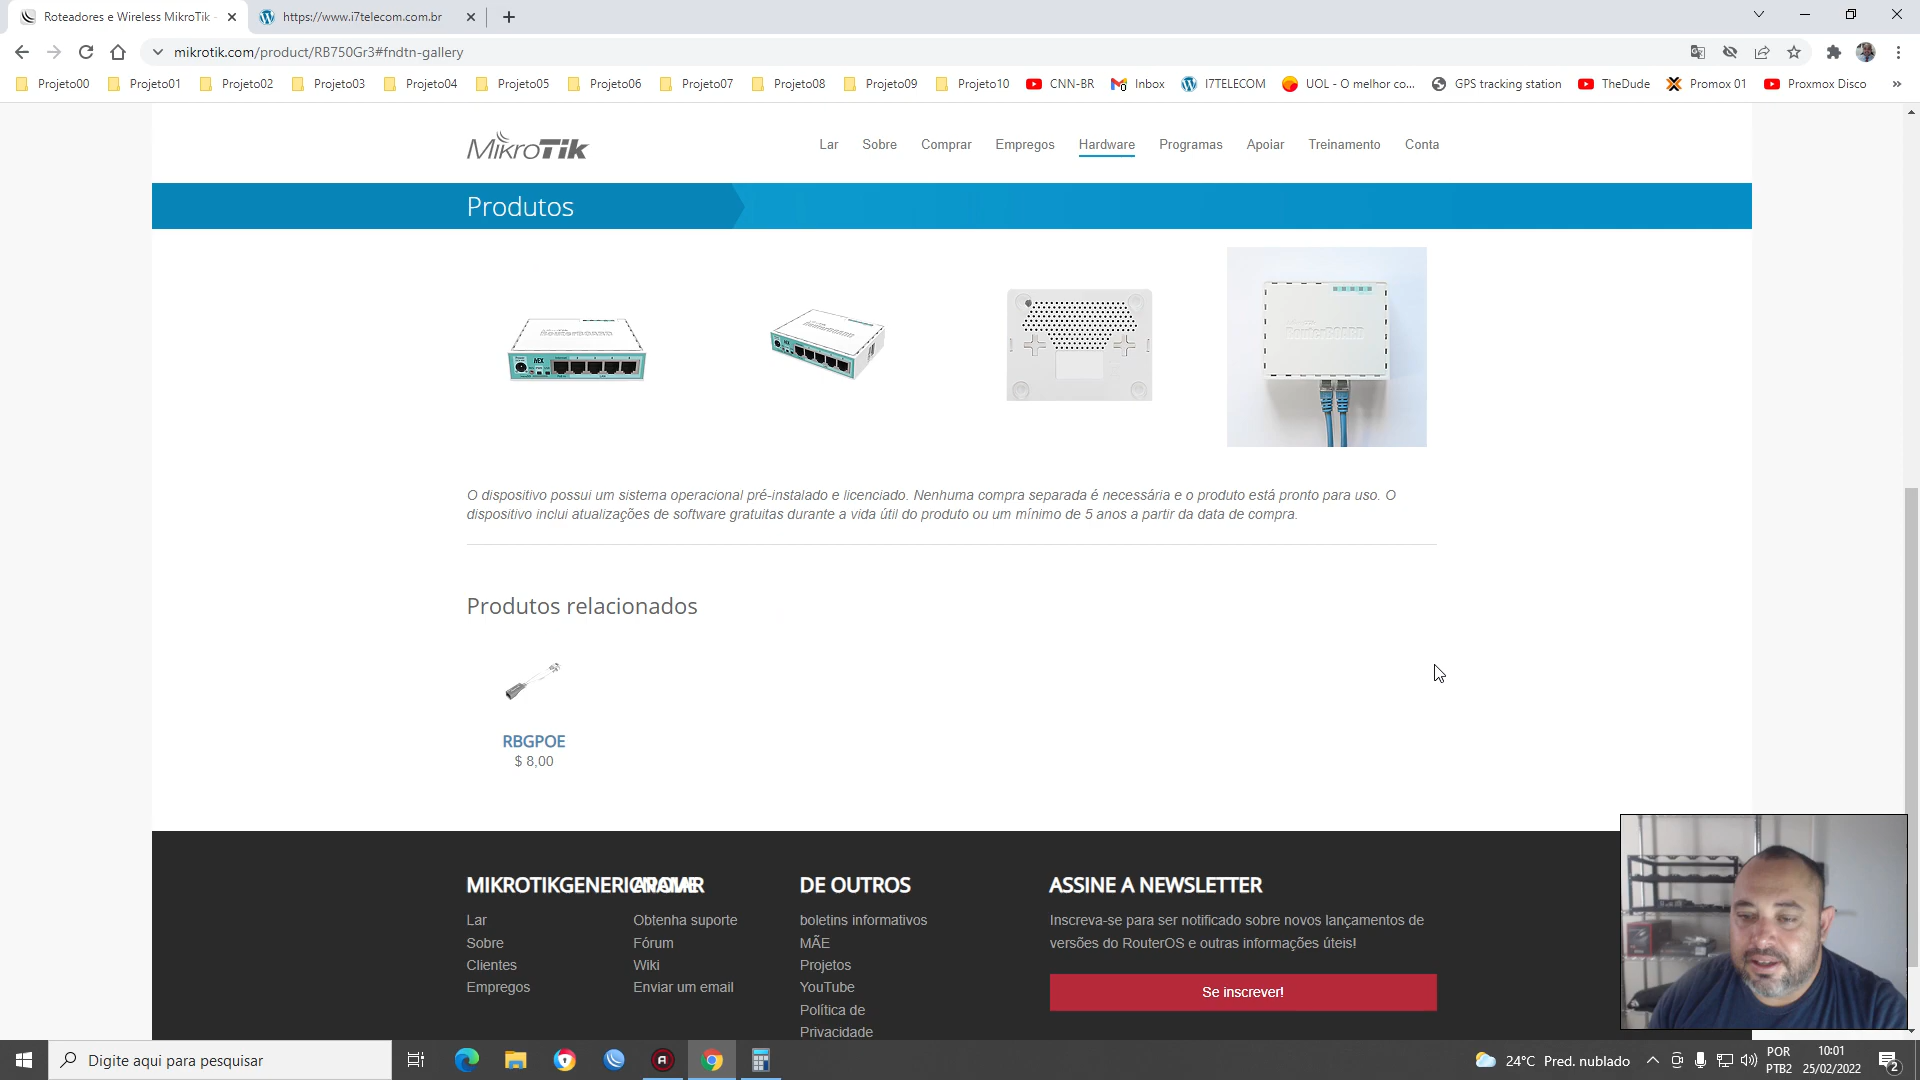 Roteadores e Wireless MikroTik -
https://www.i7telecom.com.br
mikrotik.com/product/RB750Gr3#fndtn-gallery
Projeto00
Projeto01
Projeto02
Projeto03
Projeto04
Projeto05
Projeto06
Projeto07
Projeto08
Projeto09
Projeto10
CNN-BR
Inbox
I7TELECOM
UOL - O melhor co...
GPS tracking station
TheDude
Promox 01
Proxmox Disco
MikroTik
Lar
Sobre
Comprar
Empregos
Hardware
Programas
Apoiar
Treinamento
Conta
Produtos
O dispositivo possui um sistema operacional pré-instalado e licenciado. Nenhuma compra separada é necessária e o produto está pronto para uso. O
dispositivo inclui atualizações de software gratuitas durante a vida útil do produto ou um mínimo de 5 anos a partir da data de compra.
Produtos relacionados
RBGPOE
$ 8,00
DE OUTROS
ASSINE A NEWSLETTER
Lar
Sobre
Clientes
Empregos
Obtenha suporte
Fórum
Wiki
Enviar um email
boletins informativos
MÃE
Projetos
YouTube
Política de
Privacidade
Inscreva-se para ser notificado sobre novos lançamentos de
versões do RouterOS e outras informações úteis!
Se inscrever!
Digite aqui para pesquisar
24°C Pred. nublado
POR
PTB2
10:01
25/02/2022
2